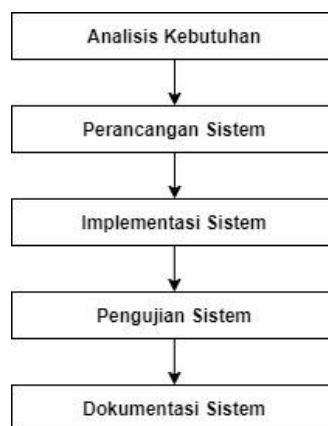 Analisis Kebutuhan
Perancangan Sistem
Implementasi Sistem
Pengujian Sistem
Dokumentasi Sistem